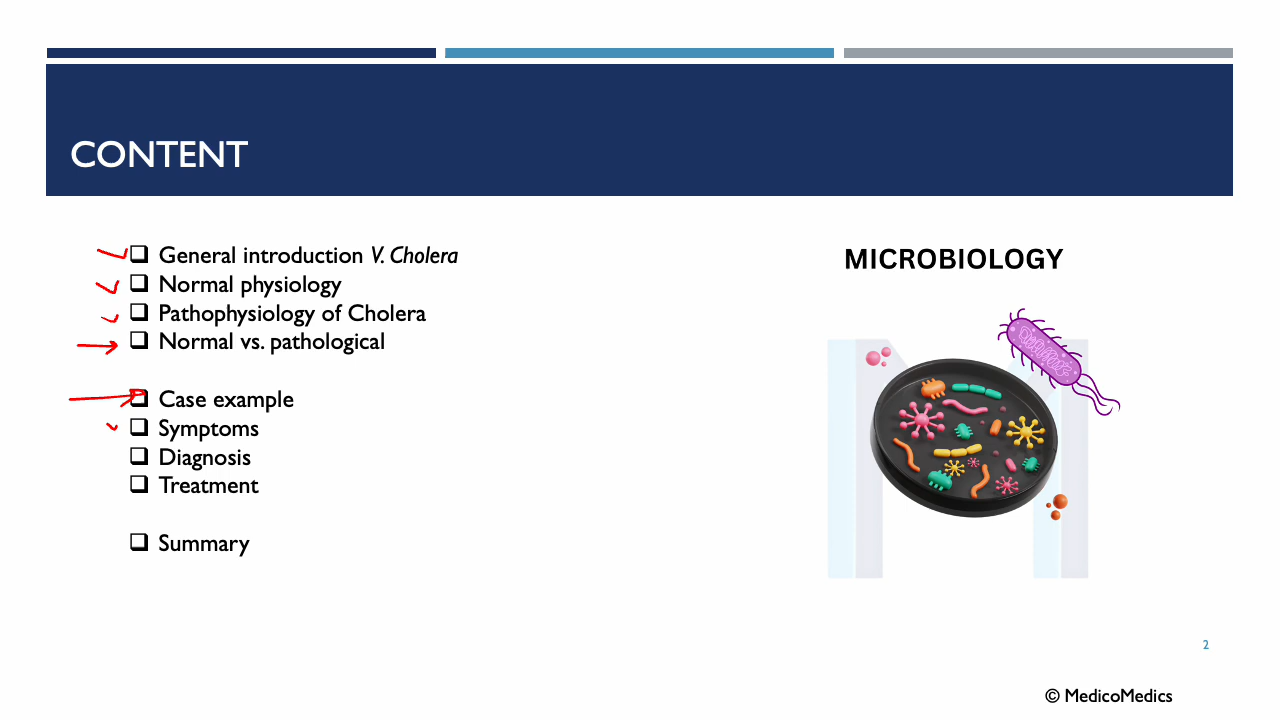 CONTENT
❑ General introduction V. Cholera
❑ Normal physiology
❑ Pathophysiology of Cholera
❑ Normal vs. pathological
❑ Case example
❑ Symptoms
❑ Diagnosis
❑ Treatment
❑ Summary
MICROBIOLOGY
2
© MedicoMedics